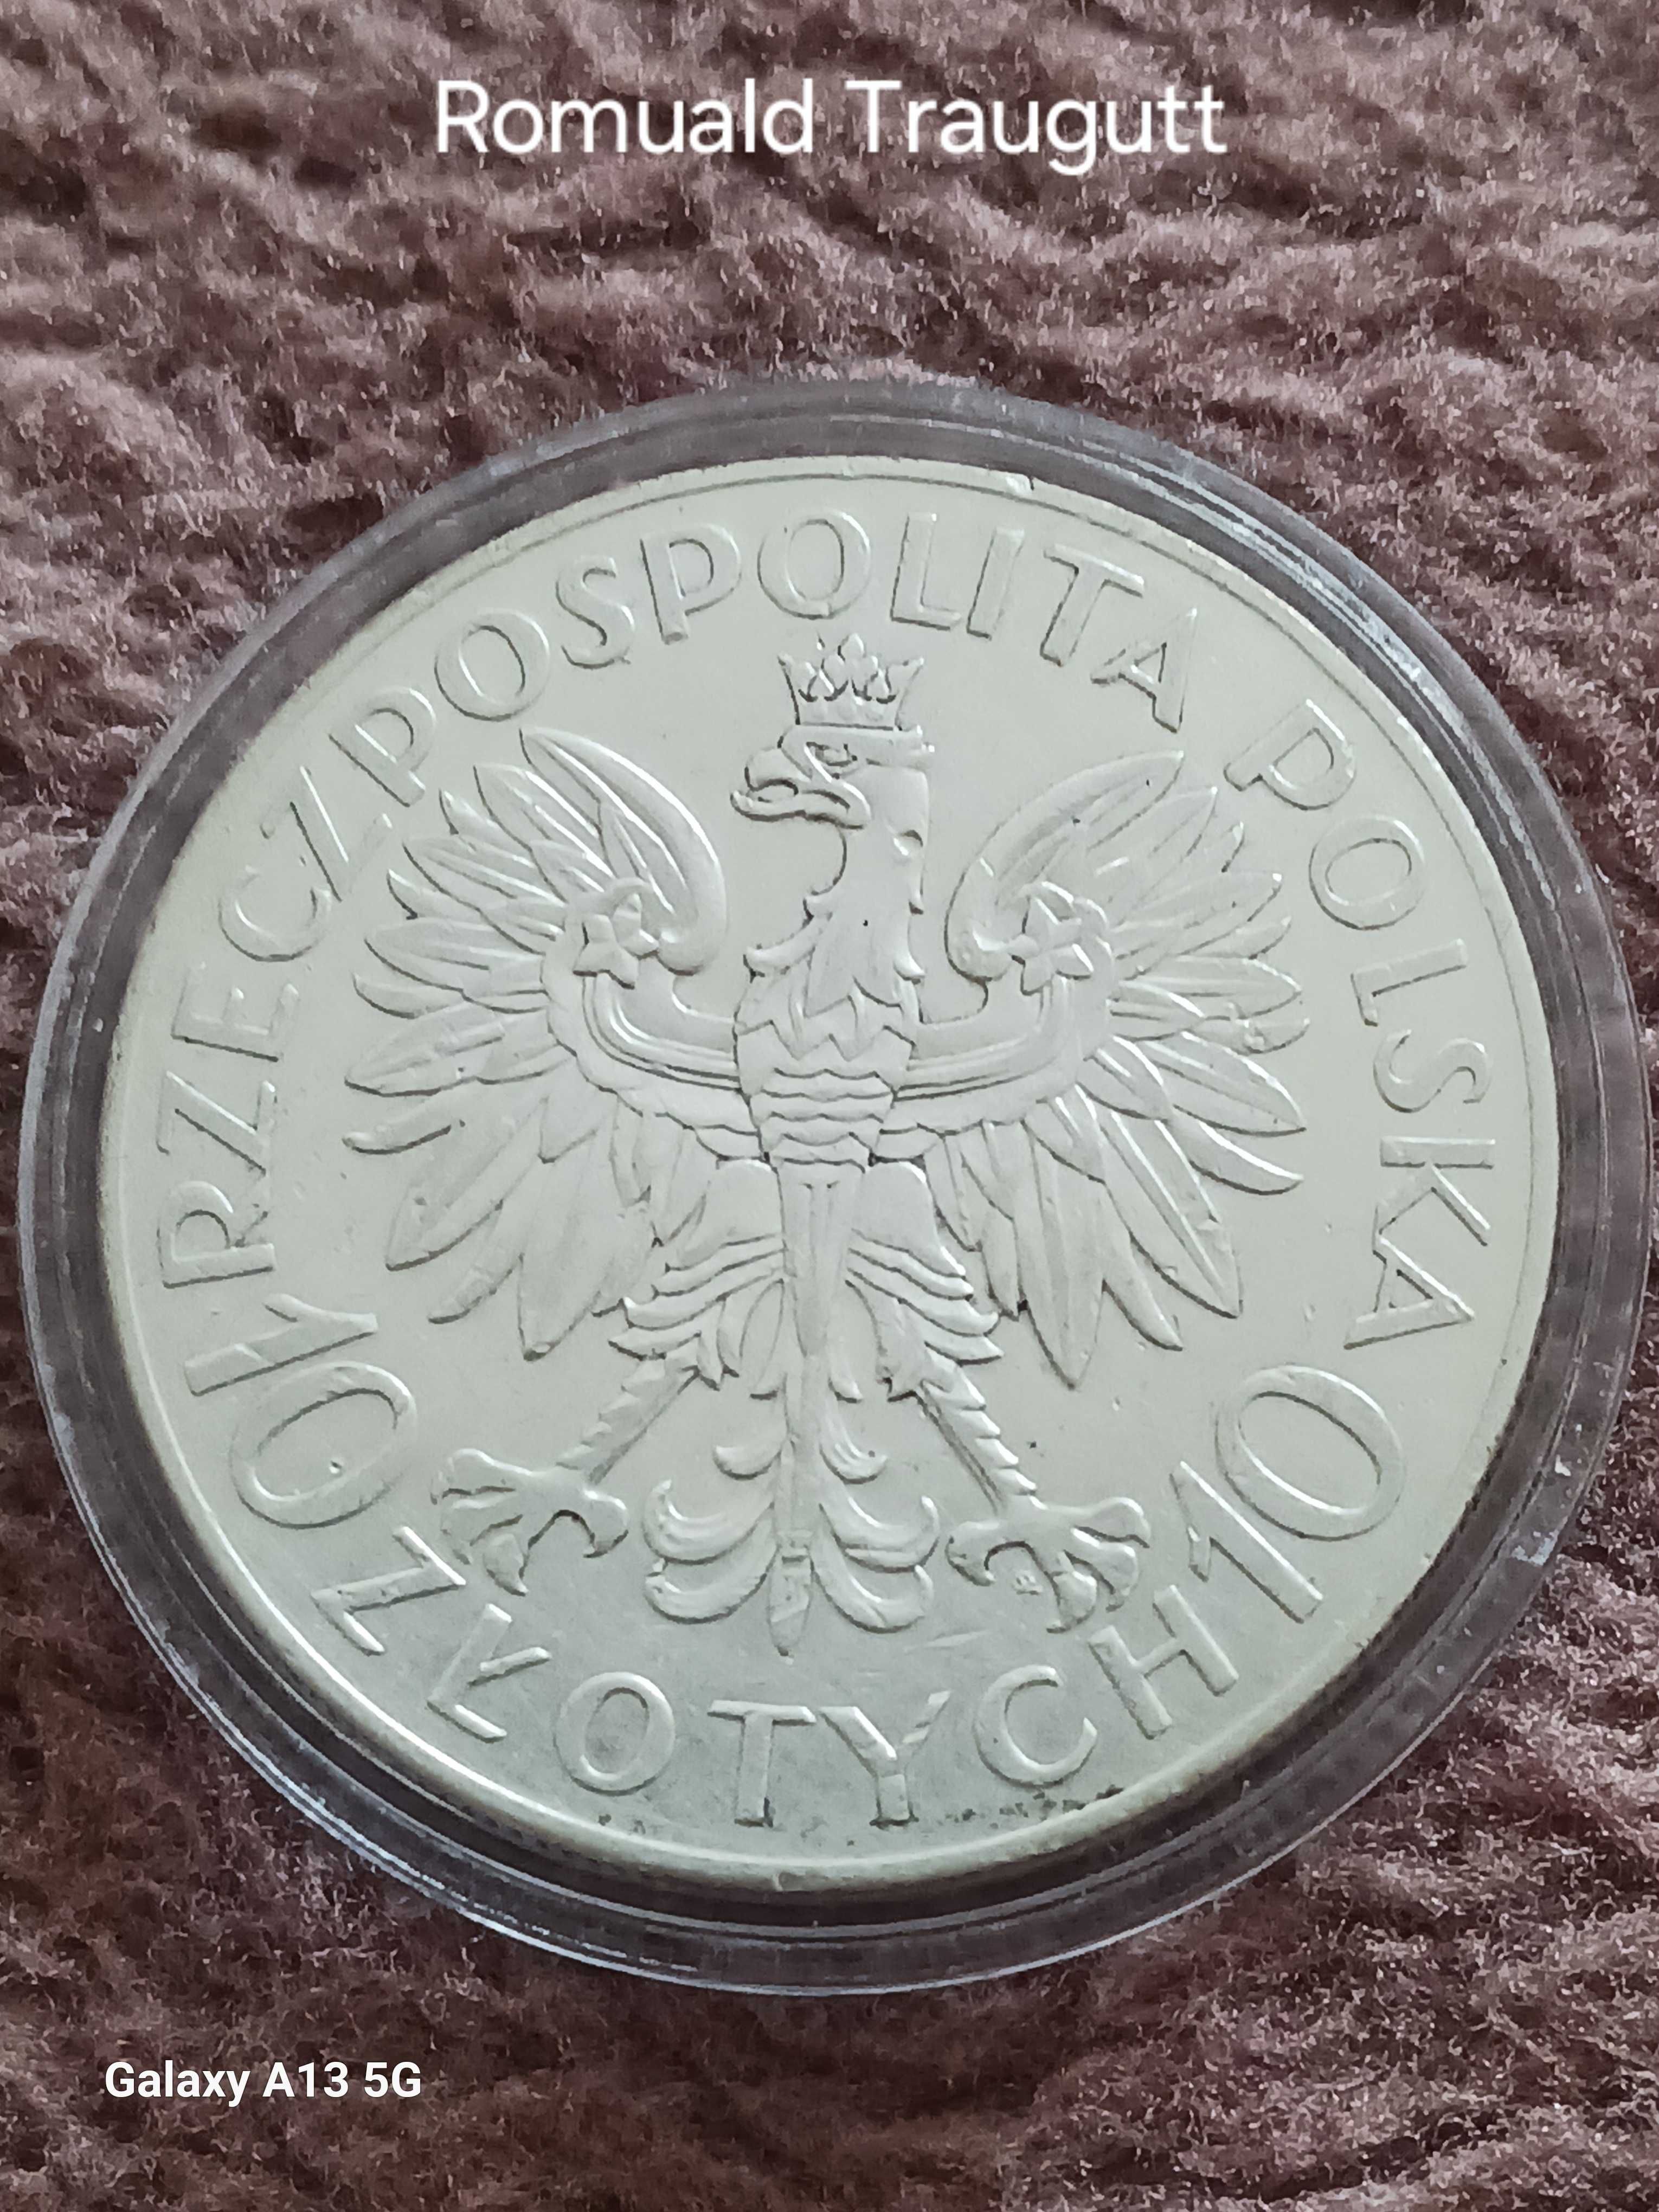 Romuald Traugutt
RZECZPOSPOLITA POLSKA
10 ZŁOTYCH 10
Galaxy A13 5G